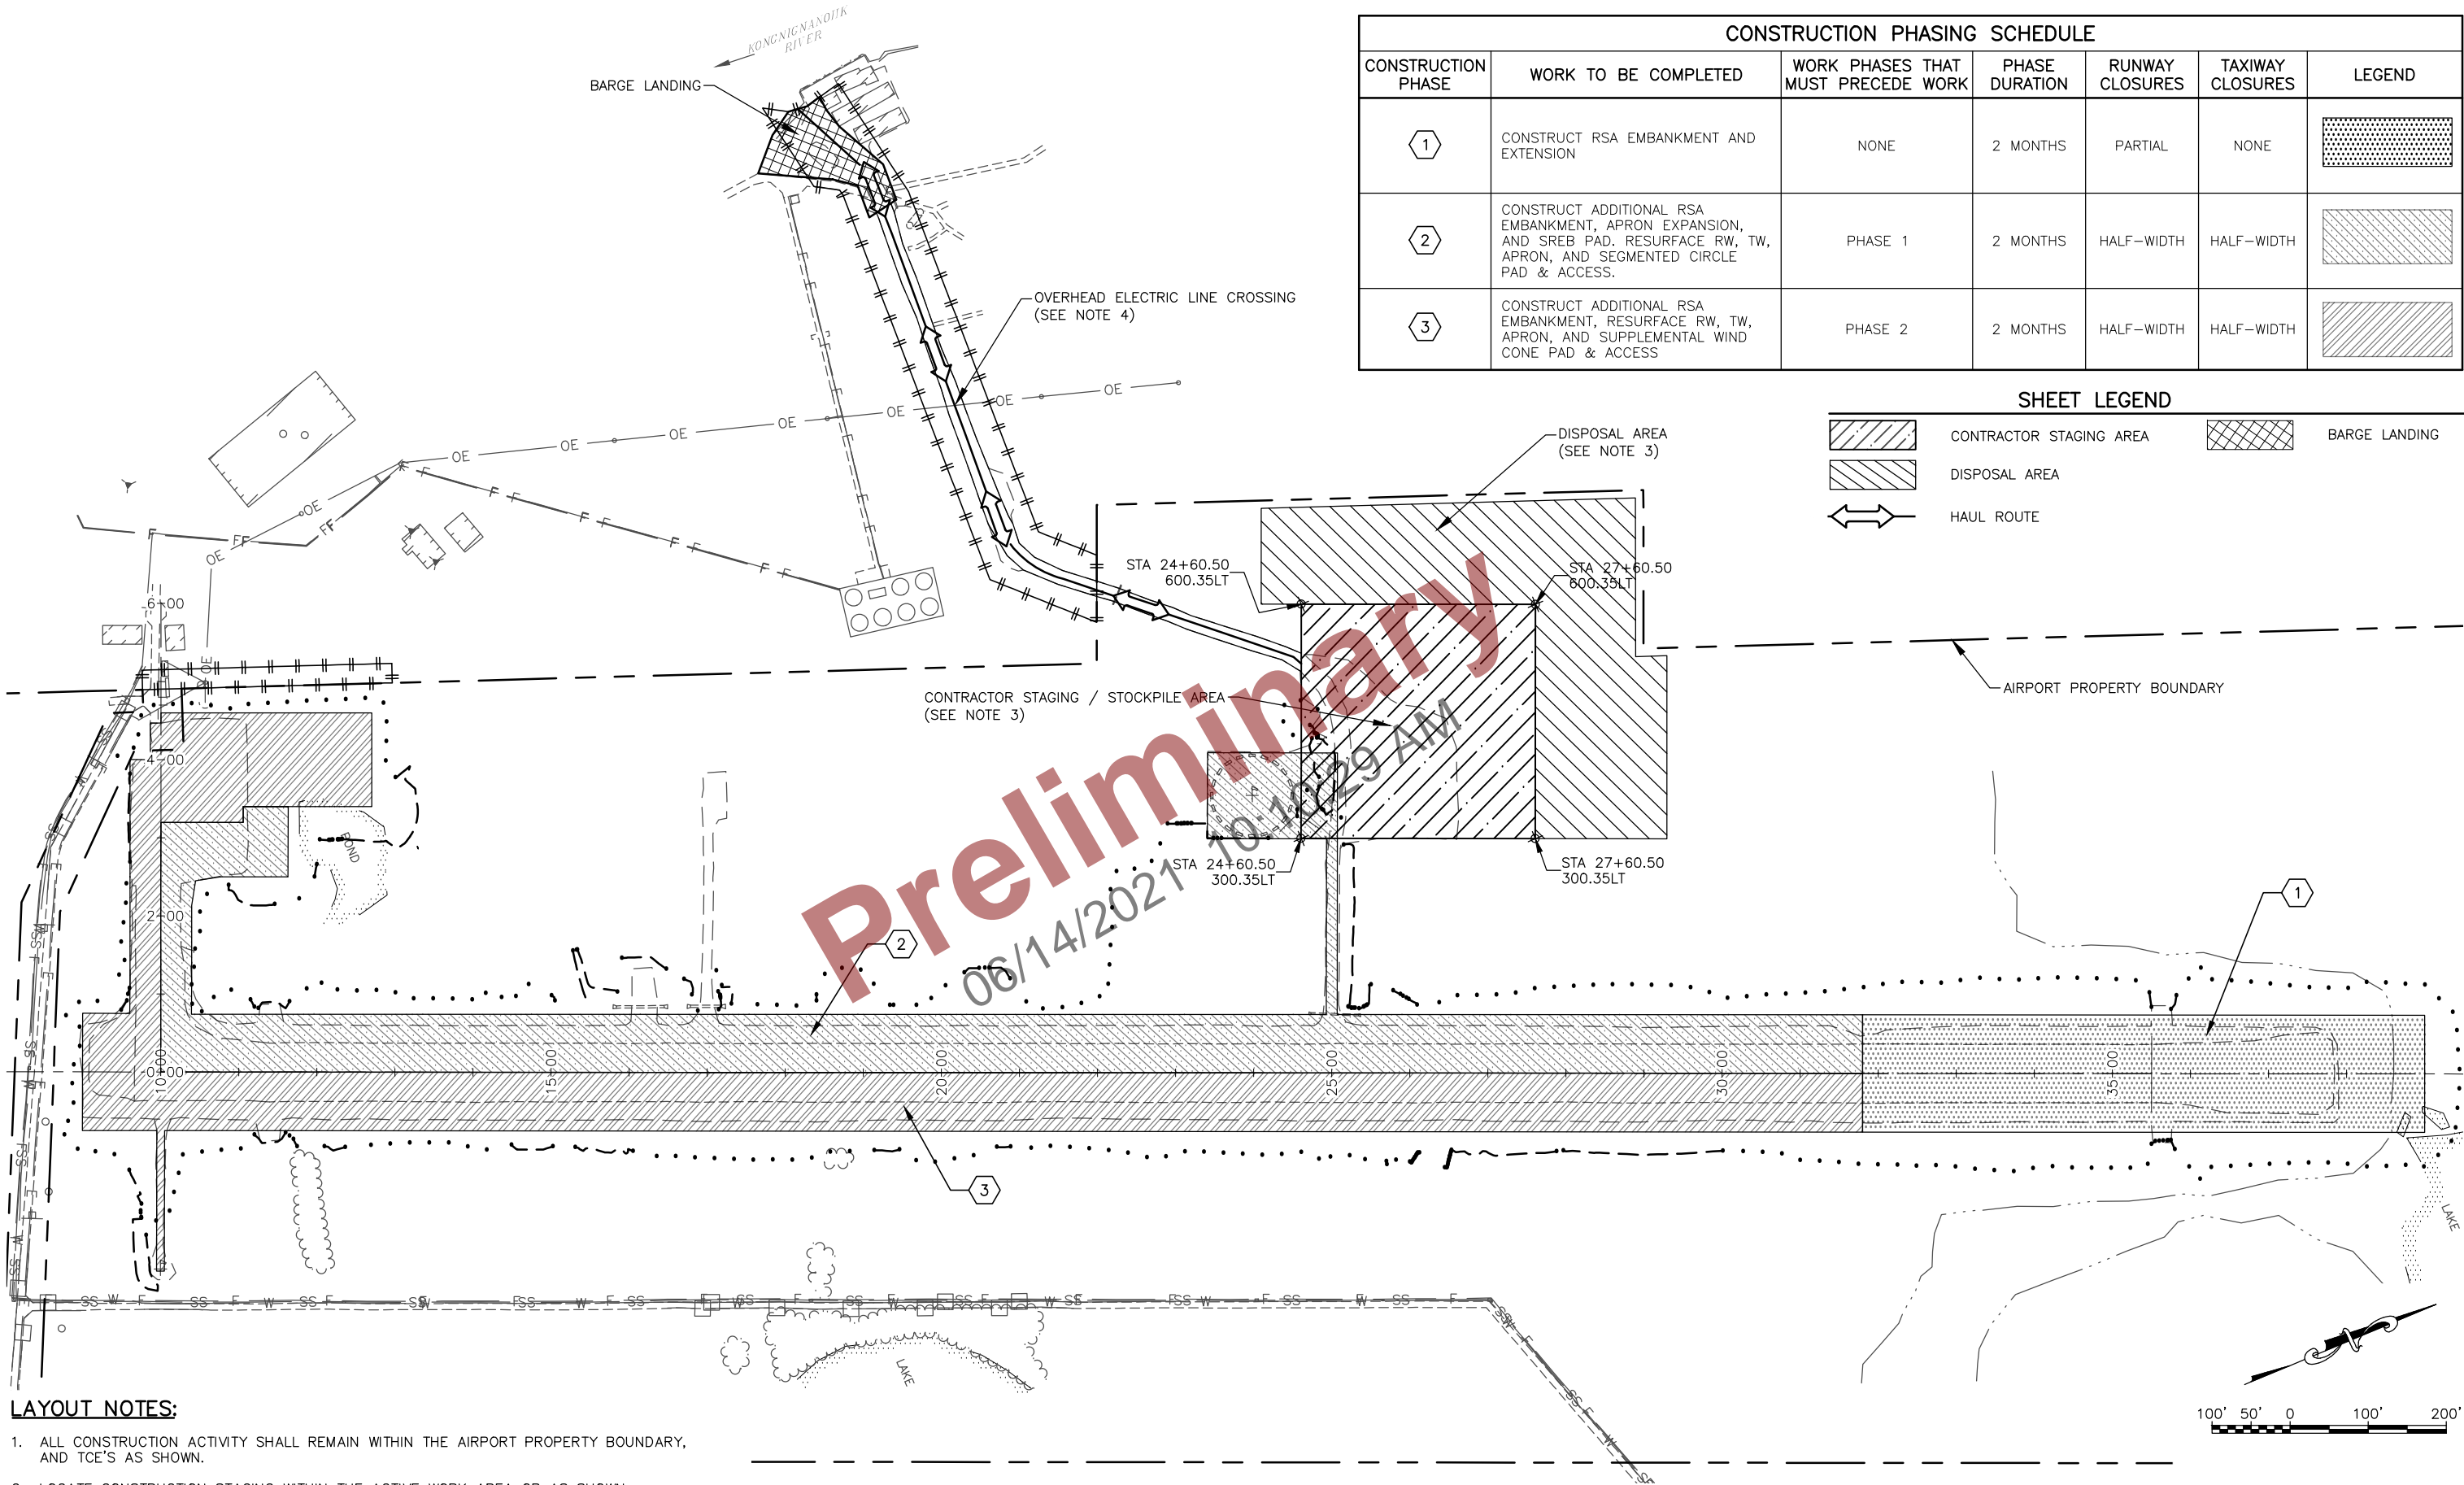 KONGNIGNANOHK
RIVER
BARGE LANDING
OVERHEAD ELECTRIC LINE CROSSING
(SEE NOTE 4)
CONSTRUCTION PHASING SCHEDULE
CONSTRUCTION PHASE
WORK TO BE COMPLETED
WORK PHASES THAT MUST PRECEDE WORK
PHASE DURATION
RUNWAY CLOSURES
TAXIWAY CLOSURES
LEGEND
1
CONSTRUCT RSA EMBANKMENT AND
EXTENSION
NONE
2 MONTHS
PARTIAL
NONE
2
CONSTRUCT ADDITIONAL RSA
EMBANKMENT, APRON EXPANSION,
AND SREB PAD. RESURFACE RW, TW,
APRON, AND SEGMENTED CIRCLE
PAD & ACCESS.
PHASE 1
2 MONTHS
HALF-WIDTH
HALF-WIDTH
3
CONSTRUCT ADDITIONAL RSA
EMBANKMENT, RESURFACE RW, TW,
APRON, AND SUPPLEMENTAL WIND
CONE PAD & ACCESS
PHASE 2
2 MONTHS
HALF-WIDTH
HALF-WIDTH
SHEET LEGEND
CONTRACTOR STAGING AREA
BARGE LANDING
DISPOSAL AREA
HAUL ROUTE
DISPOSAL AREA
(SEE NOTE 3)
STA 24+60.50
600.35LT
STA 27+60.50
600.35LT
AIRPORT PROPERTY BOUNDARY
CONTRACTOR STAGING / STOCKPILE AREA
(SEE NOTE 3)
STA 24+60.50
300.35LT
STA 27+60.50
300.35LT
Preliminary
06/14/2021 10:10:29 AM
6+00
4+00
2+00
0+00
POND
1
2
3
10+00
15+00
20+00
25+00
30+00
35+00
LAKE
LAKE
100' 50' 0 100' 200'
LAYOUT NOTES:
1. ALL CONSTRUCTION ACTIVITY SHALL REMAIN WITHIN THE AIRPORT PROPERTY BOUNDARY,
AND TCE'S AS SHOWN.